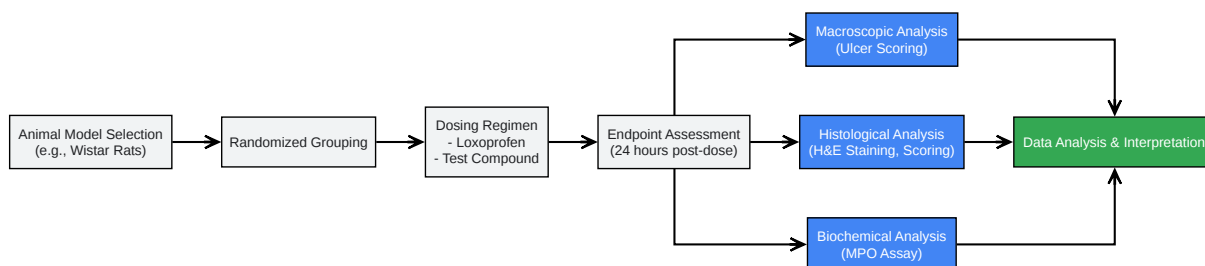 Animal Model Selection
(e.g., Wistar Rats)
Randomized Grouping
Dosing Regimen
- Loxoprofen
- Test Compound
Endpoint Assessment
(24 hours post-dose)
Macroscopic Analysis
(Ulcer Scoring)
Histological Analysis
(H&E Staining, Scoring)
Biochemical Analysis
(MPO Assay)
Data Analysis & Interpretation